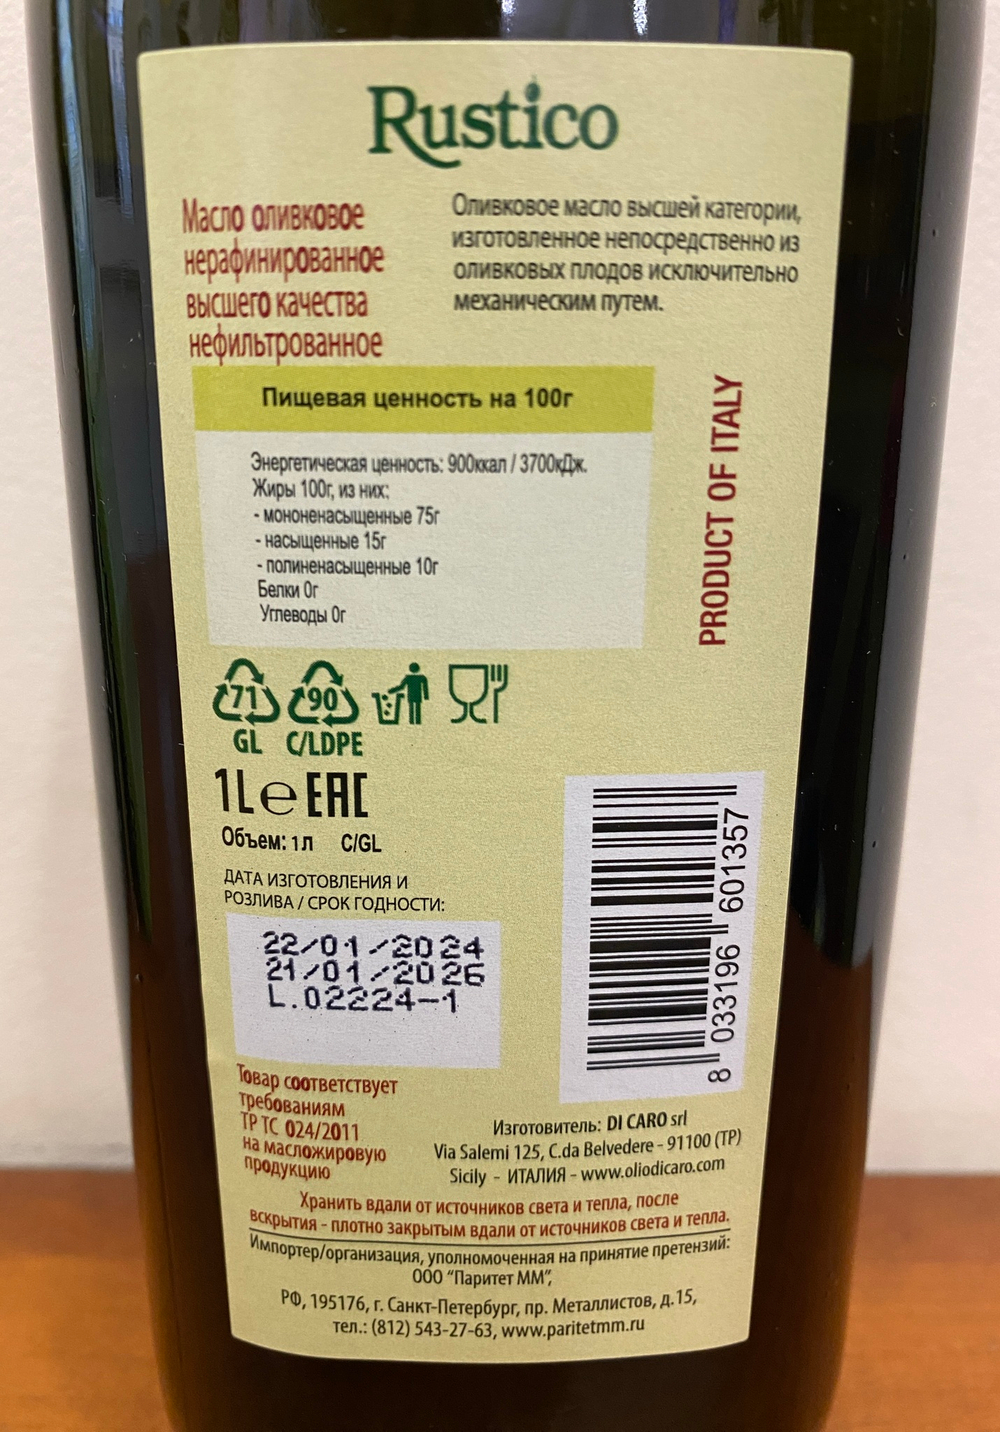 Rustico
Масло оливковое
нерафинированное
высшего качества
нефильтрованное
Оливковое масло высшей категории,
изготовленное непосредственно из
оливковых плодов исключительно
механическим путем.
Пищевая ценность на 100г
Энергетическая ценность: 900ккал / 3700кДж.
Жиры 100г, из них:
- мононенасыщенные 75г
- насыщенные 15г
- полиненасыщенные 10г
Белки 0г
Углеводы 0г
PRODUCT OF ITALY
71 90
GL C/LDPE
1L e EAC
Объем: 1 л C/GL
ДАТА ИЗГОТОВЛЕНИЯ И
РОЗЛИВА / СРОК ГОДНОСТИ:
22/01/2024
21/01/2026
L.02224-1
8 033196 601357
Товар соответствует
требованиям
ТР ТС 024/2011
на масложировую
продукцию
Изготовитель: DI CARO srl
Via Salemi 125, C.da Belvedere - 91100 (TP)
Sicily - ИТАЛИЯ - www.oliodicaro.com
Хранить вдали от источников света и тепла, после
вскрытия - плотно закрытым вдали от источников света и тепла.
Импортер/организация, уполномоченная на принятие претензий:
ООО "Паритет ММ",
РФ, 195176, г. Санкт-Петербург, пр. Металлистов, д.15,
тел.: (812) 543-27-63, www.paritetmm.ru